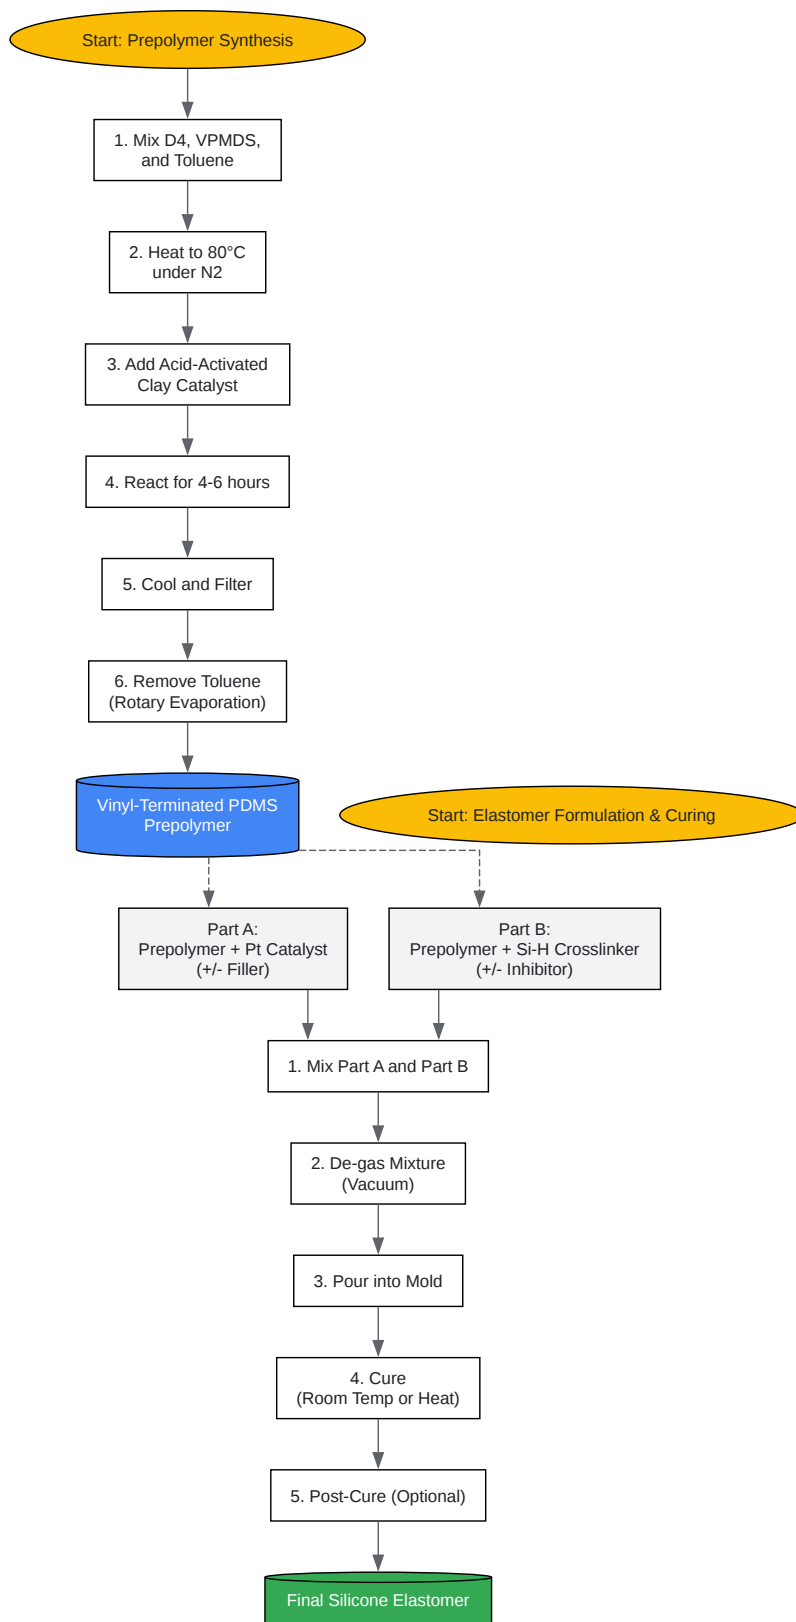 Start: Prepolymer Synthesis
1. Mix D4, VPMDS,
and Toluene
2. Heat to 80°C
under N2
3. Add Acid-Activated
Clay Catalyst
4. React for 4-6 hours
5. Cool and Filter
6. Remove Toluene
(Rotary Evaporation)
Vinyl-Terminated PDMS
Prepolymer
Start: Elastomer Formulation & Curing
Part A:
Prepolymer + Pt Catalyst
(+/- Filler)
Part B:
Prepolymer + Si-H Crosslinker
(+/- Inhibitor)
1. Mix Part A and Part B
2. De-gas Mixture
(Vacuum)
3. Pour into Mold
4. Cure
(Room Temp or Heat)
5. Post-Cure (Optional)
Final Silicone Elastomer